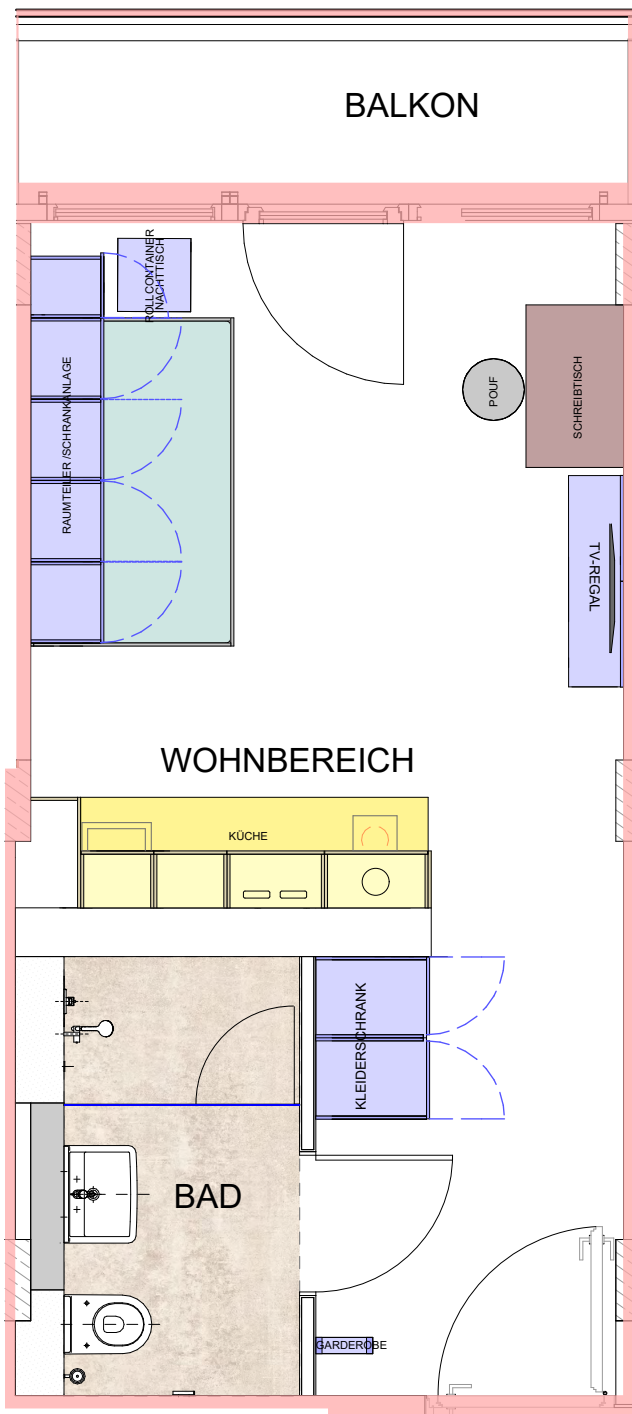 BALKON
ROLLCONTAINER
NACHTTISCH
RAUMTEILER /SCHRANKANLAGE
POUF
SCHREIBTISCH
TV-REGAL
WOHNBEREICH
KÜCHE
KLEIDERSCHRANK
BAD
GARDEROBE